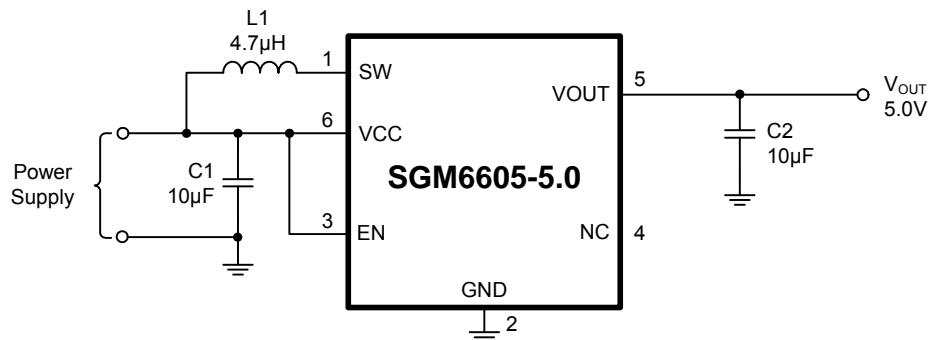 L1
4.7µH
1
SW
5
VOUT
V_OUT
5.0V
6
VCC
C2
10µF
Power
Supply
C1
10µF
SGM6605-5.0
3
EN
NC
4
GND
2